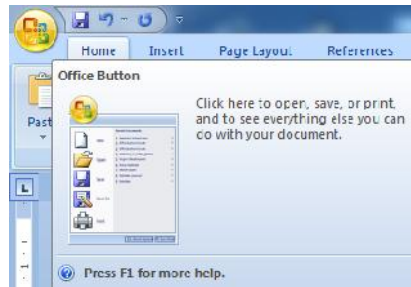 Home Insert Page Layout References
Office Button
Click here to open, save, or print,
and to see everything else you can
do with your document.
Past
L
Press F1 for more help.
1